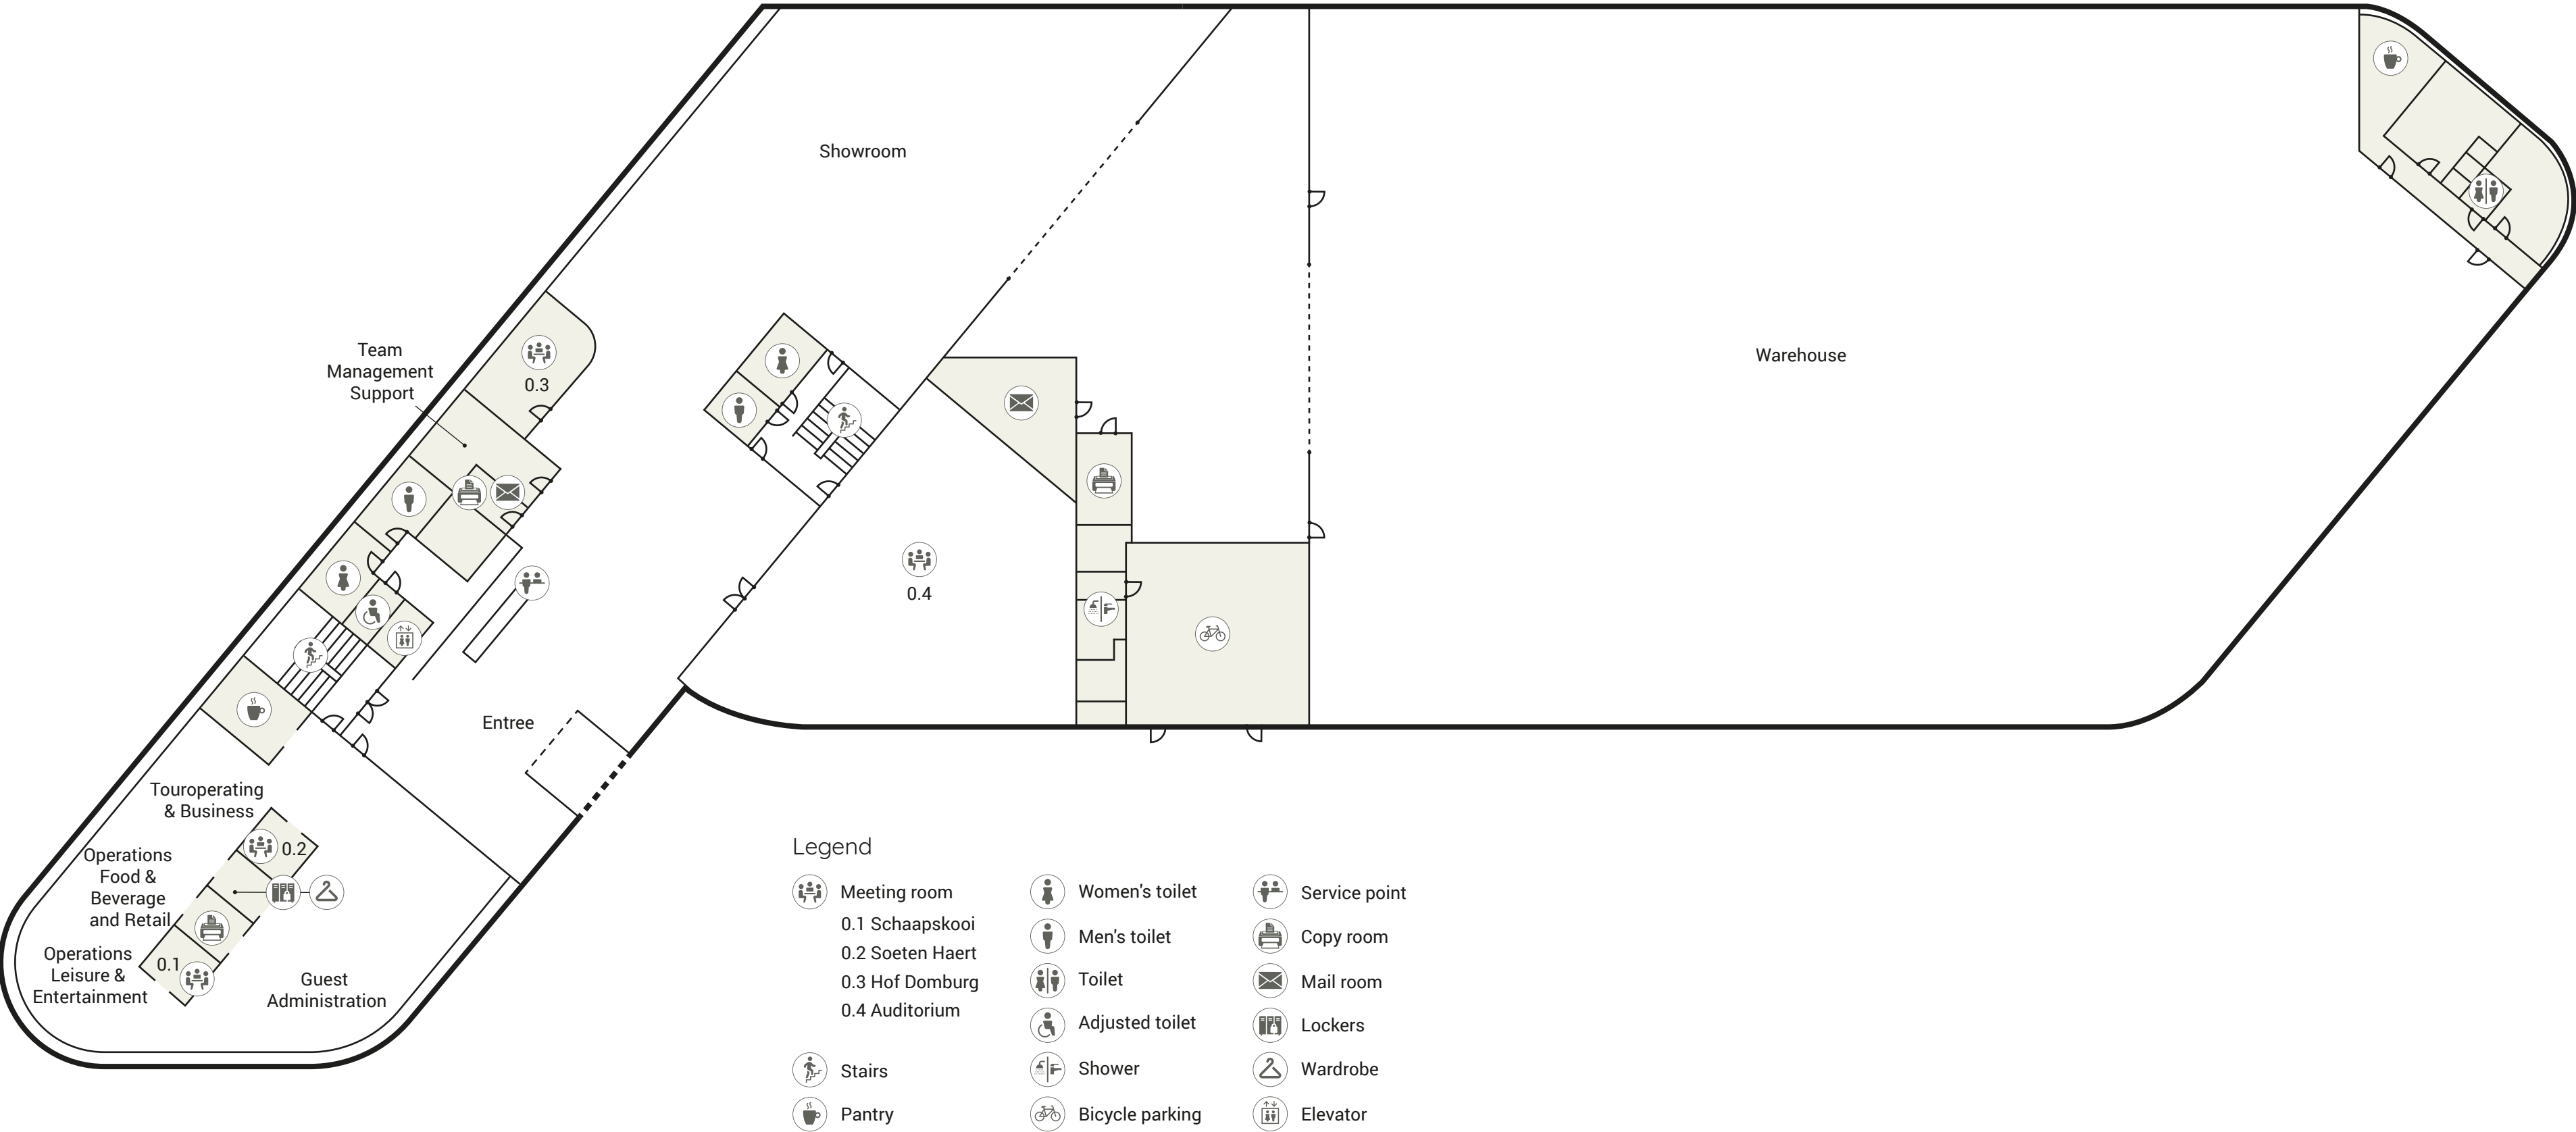 Showroom
Warehouse
Team
Management
Support
0.3
0.4
Entree
Touroperating
& Business
0.2
Operations
Food &
Beverage
and Retail
0.1
Operations
Leisure &
Entertainment
Guest
Administration
Legend
Meeting room
0.1 Schaapskooi
0.2 Soeten Haert
0.3 Hof Domburg
0.4 Auditorium
Stairs
Pantry
Women's toilet
Men's toilet
Toilet
Adjusted toilet
Shower
Bicycle parking
Service point
Copy room
Mail room
Lockers
Wardrobe
Elevator